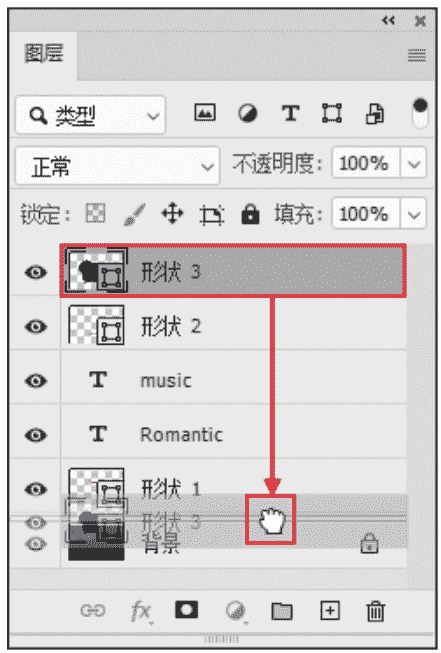 图层
类型
正常 不透明度: 100%
锁定: 填充: 100%
形状 3
形状 2
T music
T Romantic
形状 1
形状 3
背景
fx